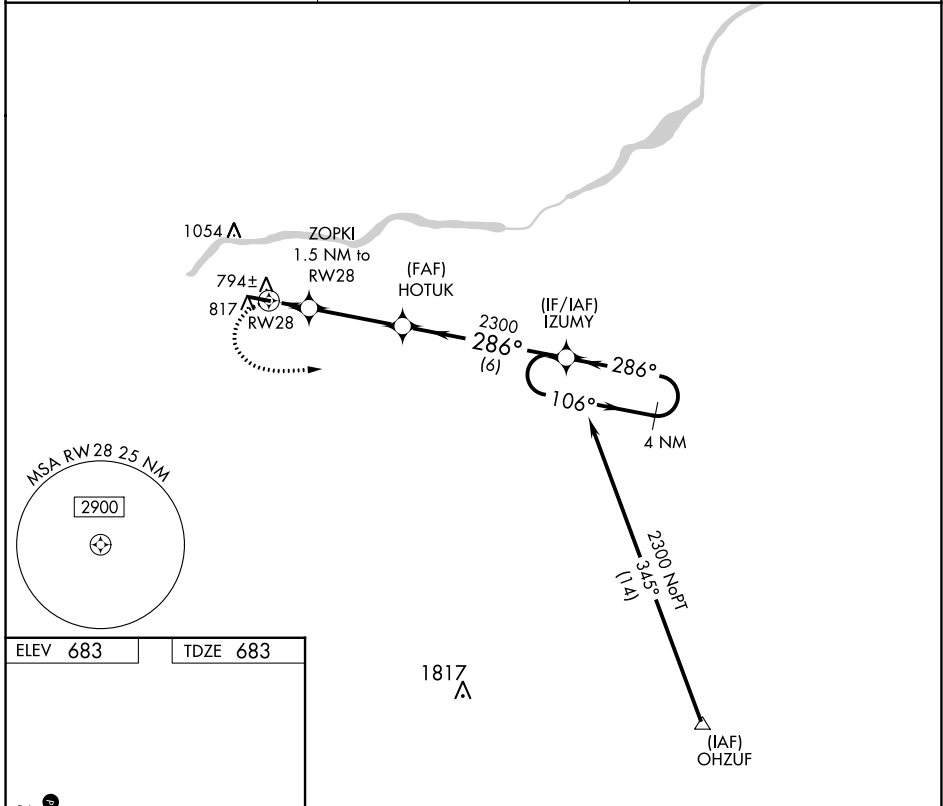 1054
ZOPKI
1.5 NM to
RW28
(FAF)
HOTUK
794±
817
RW28
(IF/IAF)
IZUMY
2300
286°
(6)
286°
106°
4 NM
MSA RW28 25 NM
2900
2300 NoPT
345°
(14)
ELEV 683
TDZE 683
1817
(IAF)
OHZUF
P